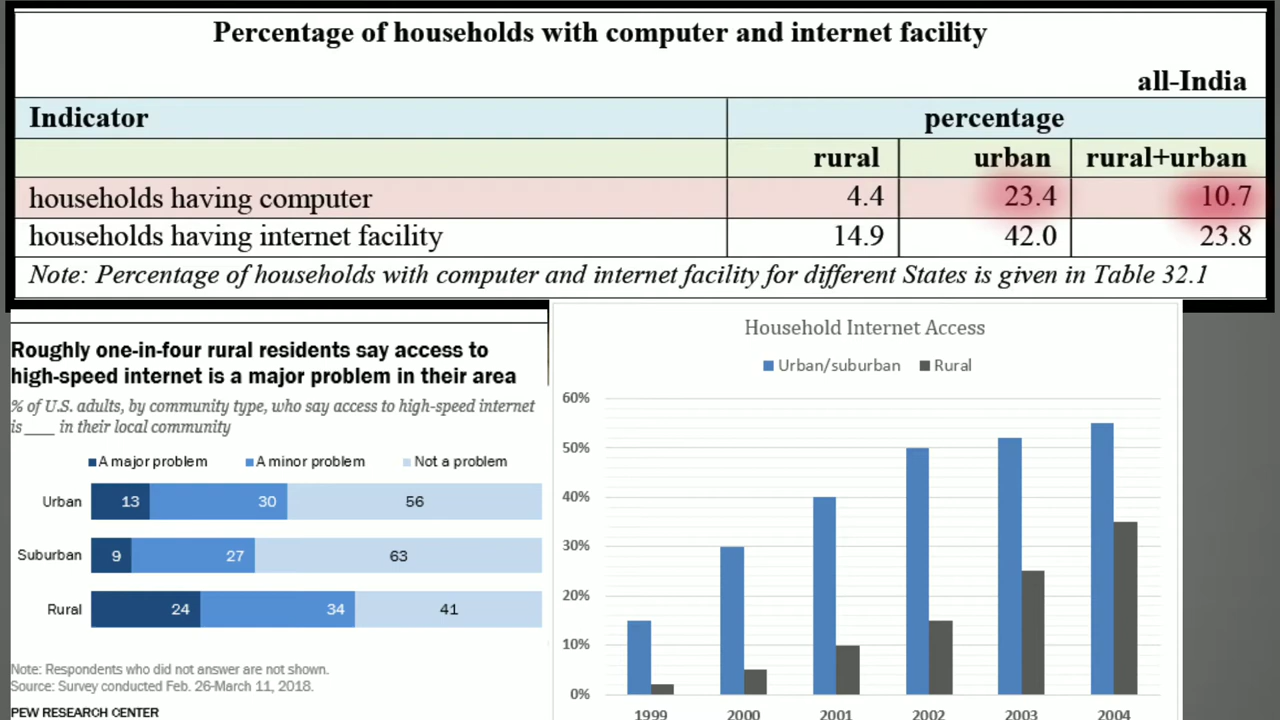 Percentage of households with computer and internet facility
all-India
Indicator percentage
rural urban rural+urban
households having computer 4.4 23.4 10.7
households having internet facility 14.9 42.0 23.8
Note: Percentage of households with computer and internet facility for different States is given in Table 32.1
Roughly one-in-four rural residents say access to
high-speed internet is a major problem in their area
% of U.S. adults, by community type, who say access to high-speed internet
is ___ in their local community
A major problem A minor problem Not a problem
Urban 13 30 56
Suburban 9 27 63
Rural 24 34 41
Note: Respondents who did not answer are not shown.
Source: Survey conducted Feb. 26-March 11, 2018.
PEW RESEARCH CENTER
Household Internet Access
Urban/suburban Rural
60%
50%
40%
30%
20%
10%
0%
1999 2000 2001 2002 2003 2004